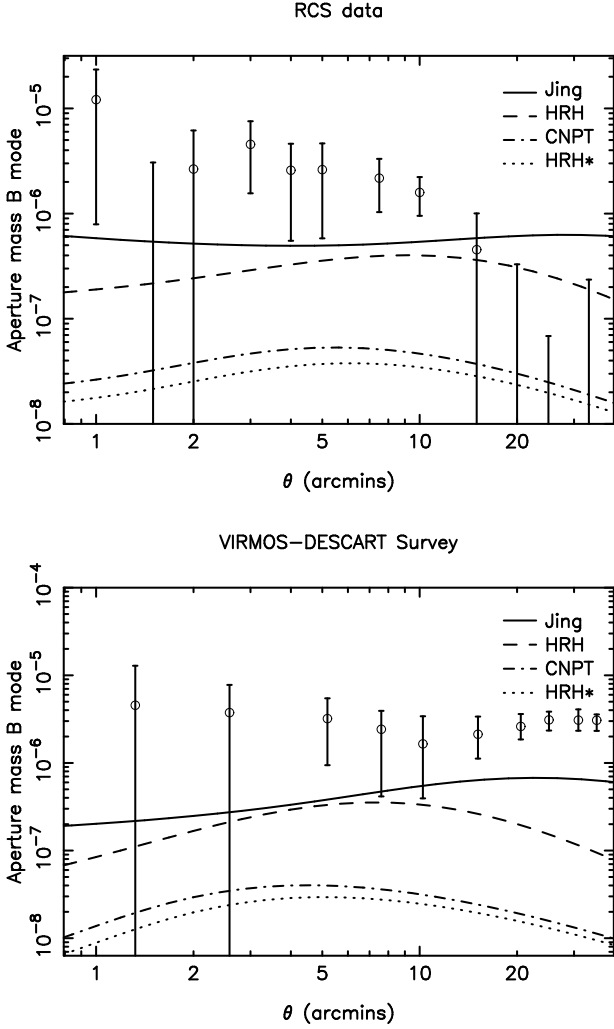 RCS data
Aperture mass B mode
10⁻⁵
10⁻⁶
10⁻⁷
10⁻⁸
Jing
HRH
CNPT
HRH*
1 2 5 10 20
θ (arcmins)
VIRMOS-DESCART Survey
Aperture mass B mode
10⁻⁴
10⁻⁵
10⁻⁶
10⁻⁷
10⁻⁸
Jing
HRH
CNPT
HRH*
1 2 5 10 20
θ (arcmins)